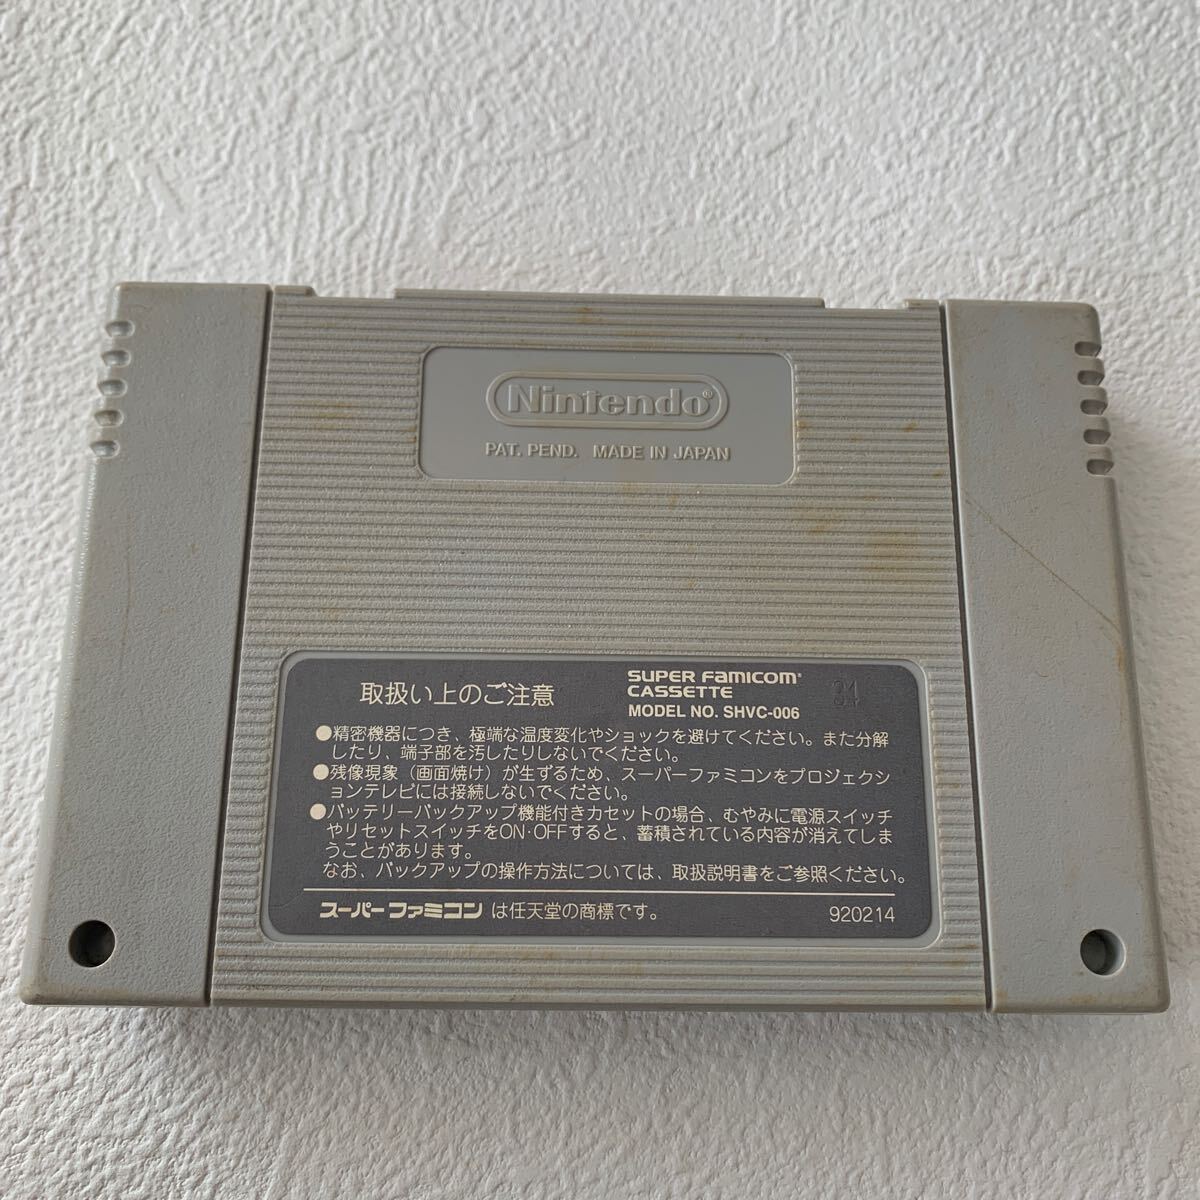 Nintendo®
PAT. PEND. MADE IN JAPAN
取扱い上のご注意
SUPER FAMICOM®
CASSETTE
MODEL NO. SHVC-006
●精密機器につき、極端な温度変化やショックを避けてください。また分解
したり、端子部を汚したりしないでください。
●残像現象(画面焼け)が生ずるため、スーパーファミコンをプロジェクシ
ョンテレビには接続しないでください。
●バッテリーバックアップ機能付きカセットの場合、むやみに電源スイッチ
やリセットスイッチをON・OFFすると、蓄積されている内容が消えてしま
うことがあります。
なお、バックアップの操作方法については、取扱説明書をご参照ください。
スーパーファミコン は任天堂の商標です。
920214